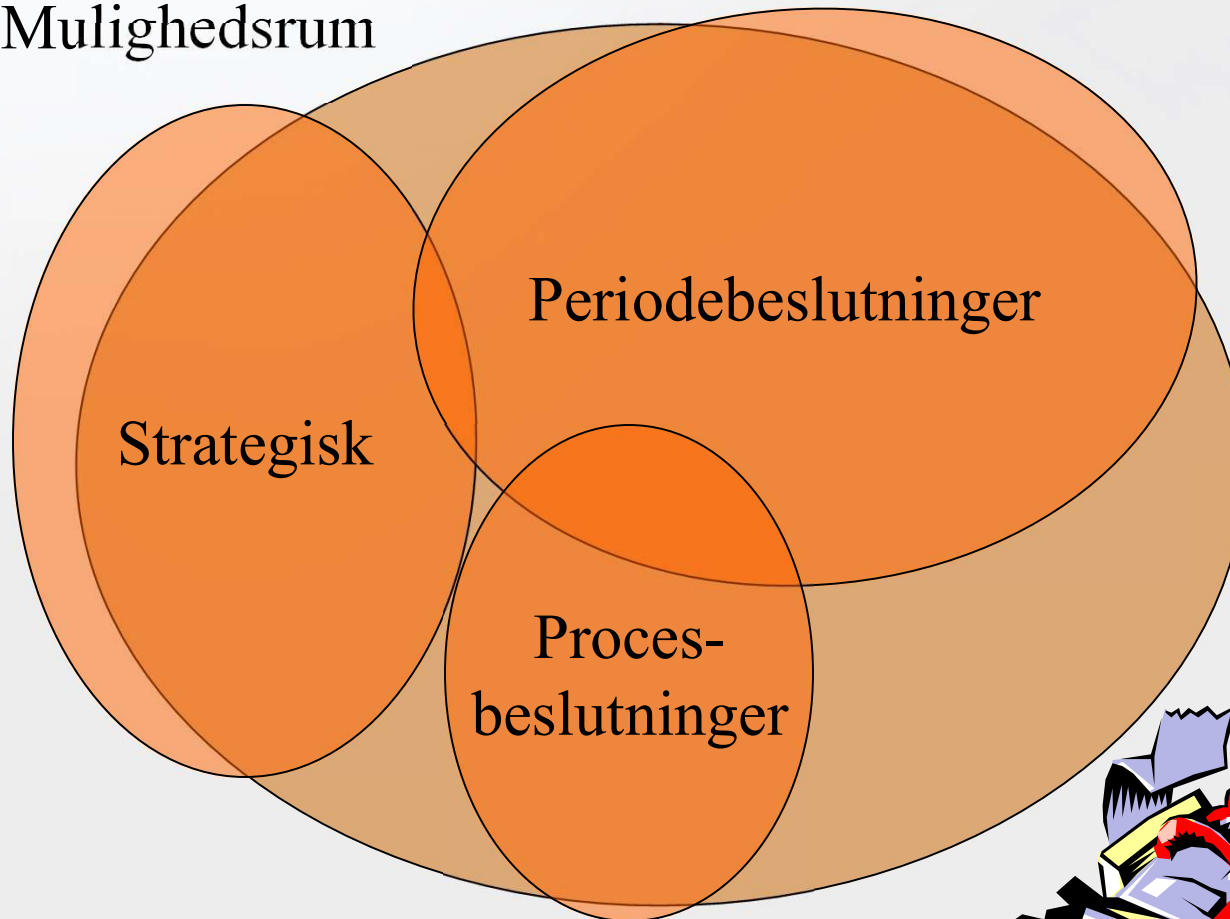 Mulighedsrum
Periodebeslutninger
Strategisk
Proces-
beslutninger